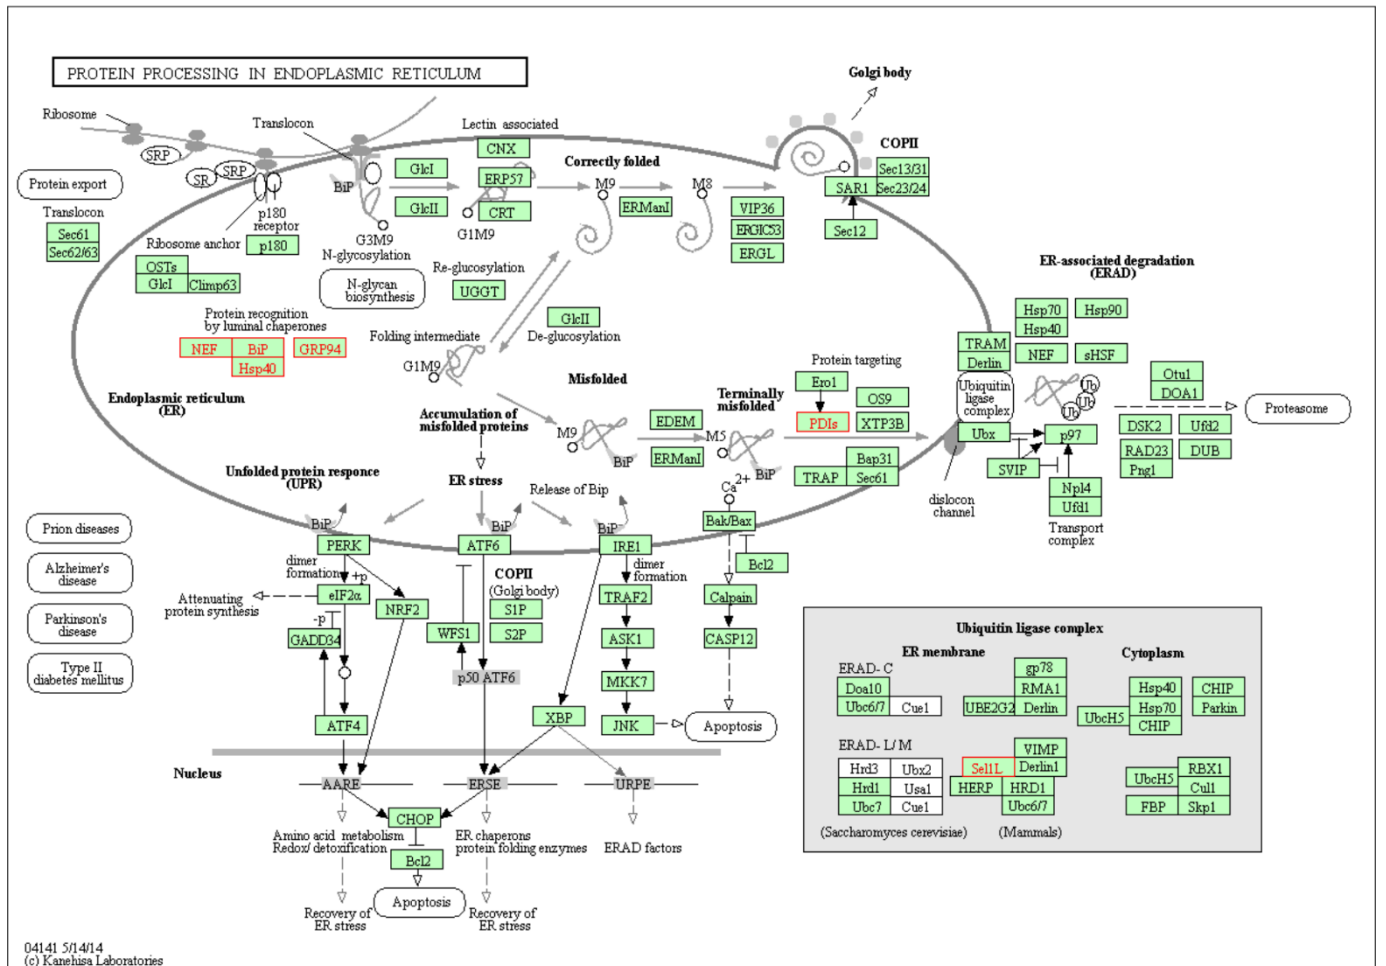 PROTEIN PROCESSING IN ENDOPLASMIC RETICULUM
Golgi body
Ribosome
Translocon
Lectin associated
CNX
COPII
SRP
SRP
SR
GlcI
ERP57
Correctly folded
Sec13/31
SAR1
Sec23/24
BiP
Protein export
M9
M8
GlcII
CRT
ERManI
VIP36
p180
receptor
G1M9
ERGIC53
Sec12
Translocon
Sec61
Sec62/63
Ribosome anchor
p180
G3M9
N-glycosylation
ERGL
OSTs
GlcI
Climp63
N-glycan
biosynthesis
Re-glucosylation
UGGT
ER-associated degradation
(ERAD)
Protein recognition
by luminal chaperones
NEF
BiP
GRP94
Hsp40
GlcII
De-glucosylation
Folding intermediate
G1M9
Hsp70
Hsp90
Hsp40
TRAM
Derlin
NEF
sHSF
Protein targeting
Ero1
OS9
PDIs
XTP3B
Misfolded
Terminally
misfolded
Ubiquitin
ligase
complex
Ub
Ub
Ub
Otu1
DOA1
Proteasome
Endoplasmic reticulum
(ER)
Accumulation of
misfolded proteins
EDEM
M9
M5
ERManI
BiP
BiP
Ubx
p97
DSK2
Ufd2
RAD23
DUB
Png1
SVIP
Bap31
TRAP
Sec61
Npl4
Ufd1
Transport
complex
dislocon
channel
Unfolded protein responce
(UPR)
ER stress
Release of Bip
Ca2+
Bak/Bax
BiP
BiP
BiP
Prion diseases
Alzheimer's
disease
Parkinson's
disease
Type II
diabetes mellitus
PERK
ATF6
IRE1
Bcl2
dimer
formation
+p
COPII
(Golgi body)
dimer
formation
Attenuating
protein synthesis
eIF2α
NRF2
S1P
TRAF2
Calpain
-p
GADD34
WFS1
S2P
ASK1
CASP12
p50 ATF6
MKK7
ATF4
XBP
JNK
Apoptosis
Nucleus
AARE
ERSE
URPE
CHOP
Amino acid metabolism
Redox/ detoxification
ER chaperons
protein folding enzymes
ERAD factors
Bcl2
Apoptosis
Recovery of
ER stress
Recovery of
ER stress
Ubiquitin ligase complex
ER membrane
Cytoplasm
ERAD- C
Doa10
Ubc6/7
Cue1
gp78
RMA1
UBE2G2
Derlin
Hsp40
CHIP
Hsp70
Parkin
UbcH5
CHIP
ERAD- L/ M
Hrd3
Ubx2
Hrd1
Usa1
Ubc7
Cue1
VIMP
Sel1L
Derlin1
HERP
HRD1
Ubc6/7
RBX1
UbcH5
Cul1
FBP
Skp1
(Saccharomyces cerevisiae)
(Mammals)
04141 5/14/14
(c) Kanehisa Laboratories